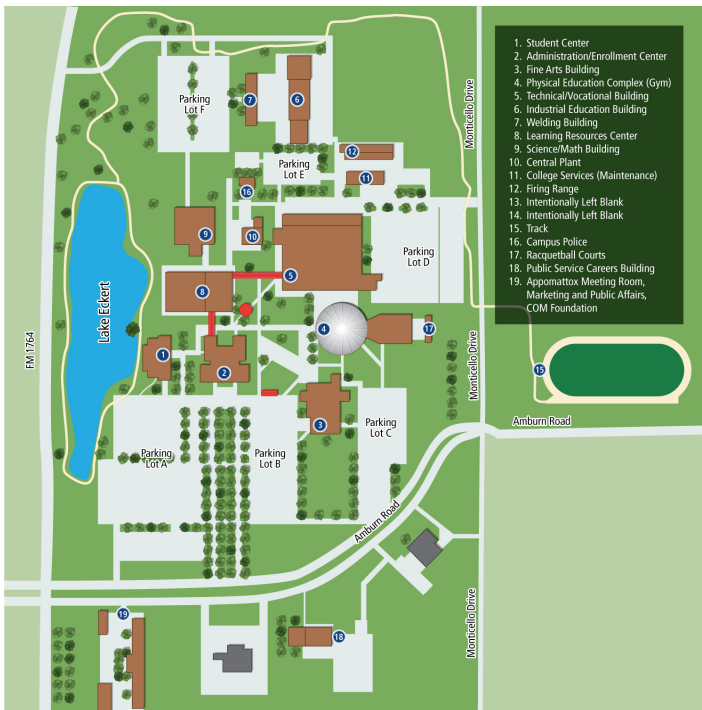 1. Student Center
2. Administration/Enrollment Center
3. Fine Arts Building
4. Physical Education Complex (Gym)
5. Technical/Vocational Building
6. Industrial Education Building
7. Welding Building
8. Learning Resources Center
9. Science/Math Building
10. Central Plant
11. College Services (Maintenance)
12. Firing Range
13. Intentionally Left Blank
14. Intentionally Left Blank
15. Track
16. Campus Police
17. Racquetball Courts
18. Public Service Careers Building
19. Appomattox Meeting Room,
Marketing and Public Affairs,
COM Foundation
Monticello Drive
Parking
Lot F
7
6
12
Parking
Lot E
11
16
9
10
Parking
Lot D
5
8
Lake Eckert
FM 1764
4
17
Monticello Drive
1
2
15
3
Parking
Lot C
Amburn Road
Parking
Lot A
Parking
Lot B
Amburn Road
Monticello Drive
19
18